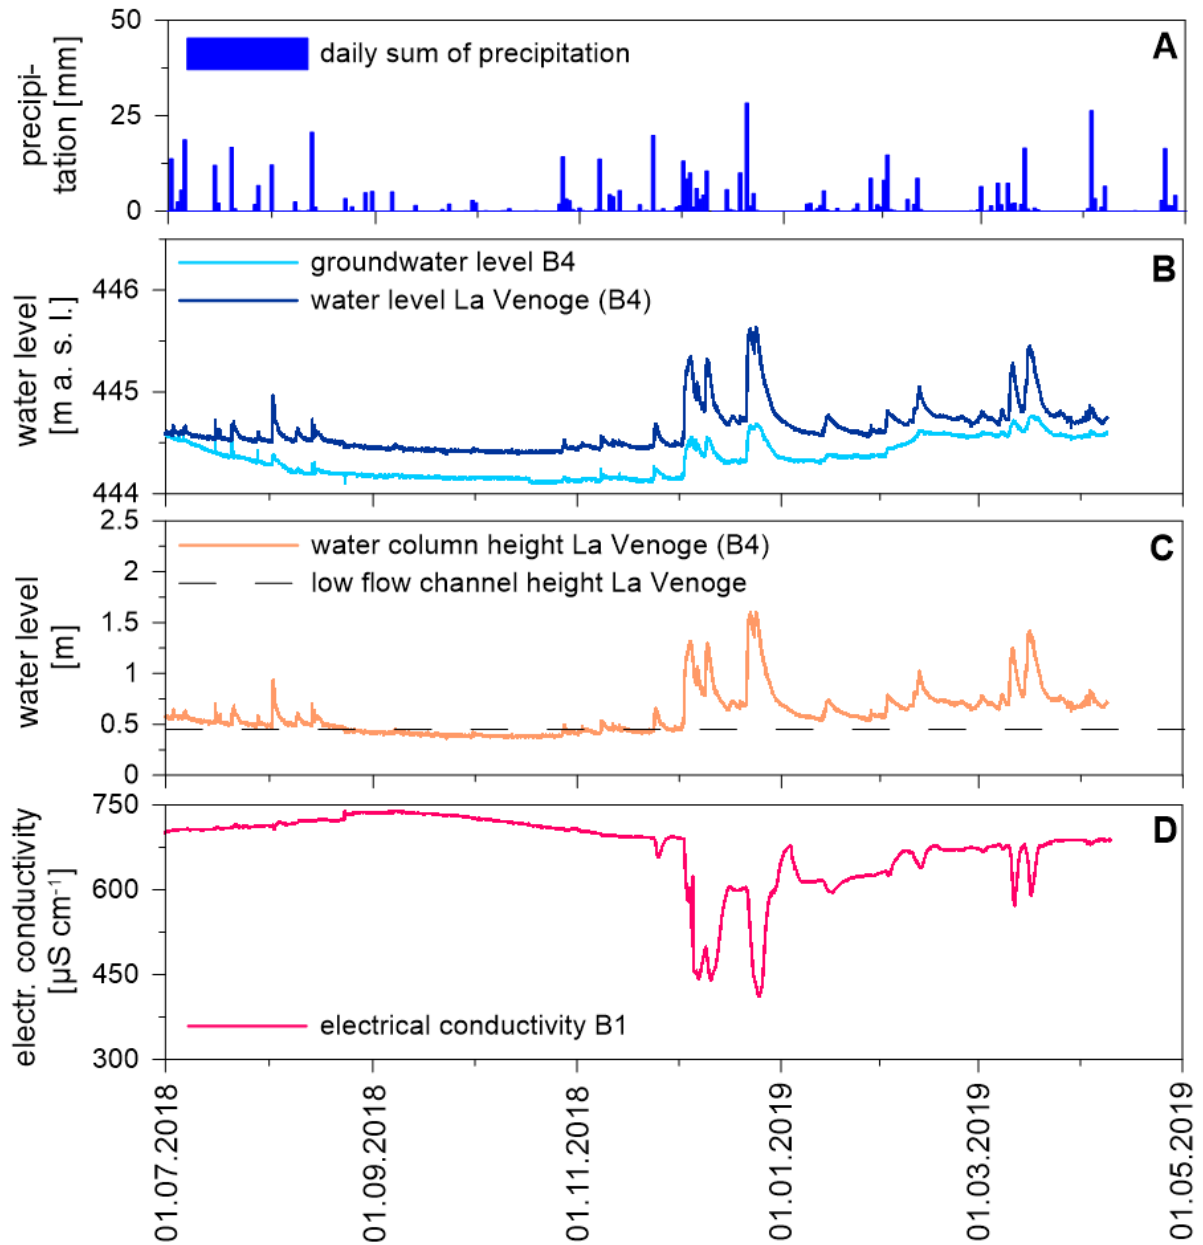 50
25
0
precipi-
tation [mm]
daily sum of precipitation
A
446
445
444
water level
[m a. s. l.]
groundwater level B4
water level La Venoge (B4)
B
2.5
2
1.5
1
0.5
0
water level
[m]
water column height La Venoge (B4)
low flow channel height La Venoge
C
750
600
450
300
electr. conductivity
[µS cm⁻¹]
electrical conductivity B1
D
01.07.2018
01.09.2018
01.11.2018
01.01.2019
01.03.2019
01.05.2019